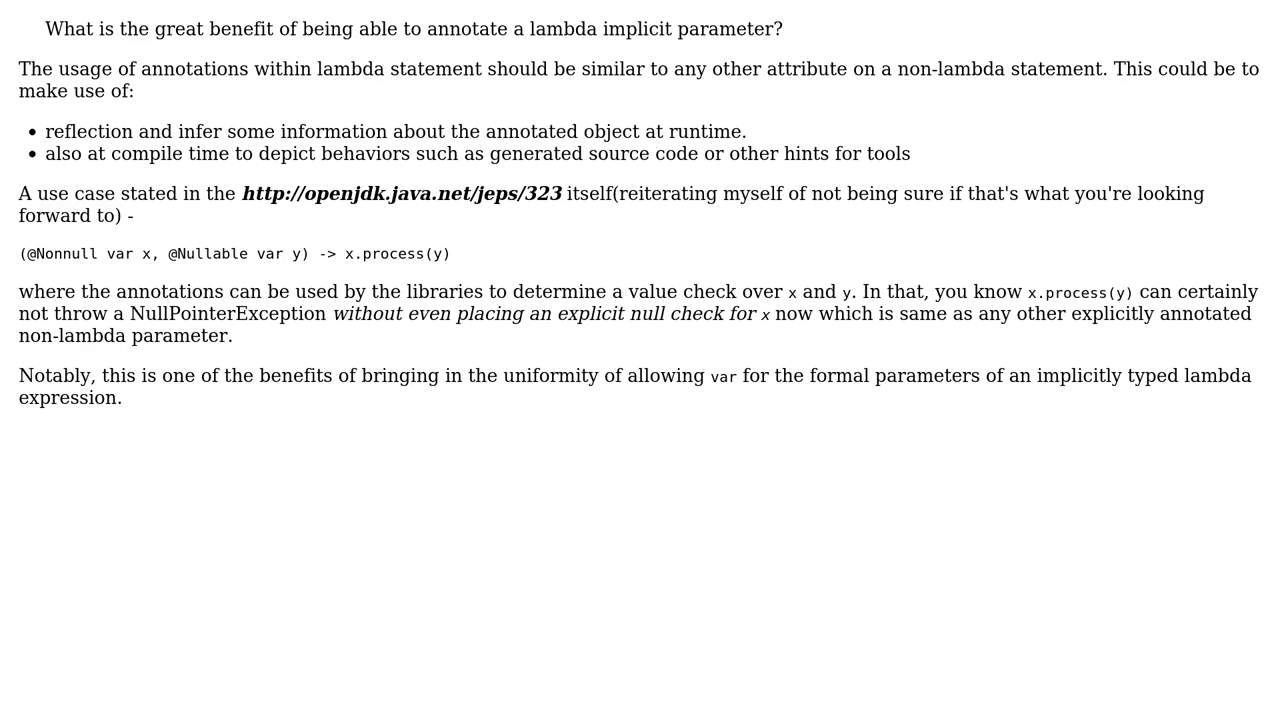 What is the great benefit of being able to annotate a lambda implicit parameter?
The usage of annotations within lambda statement should be similar to any other attribute on a non-lambda statement. This could be to
make use of:
• reflection and infer some information about the annotated object at runtime.
• also at compile time to depict behaviors such as generated source code or other hints for tools
A use case stated in the http://openjdk.java.net/jeps/323 itself(reiterating myself of not being sure if that's what you're looking
forward to) -
(@Nonnull var x, @Nullable var y) -> x.process(y)
where the annotations can be used by the libraries to determine a value check over x and y. In that, you know x.process(y) can certainly
not throw a NullPointerException without even placing an explicit null check for x now which is same as any other explicitly annotated
non-lambda parameter.
Notably, this is one of the benefits of bringing in the uniformity of allowing var for the formal parameters of an implicitly typed lambda
expression.